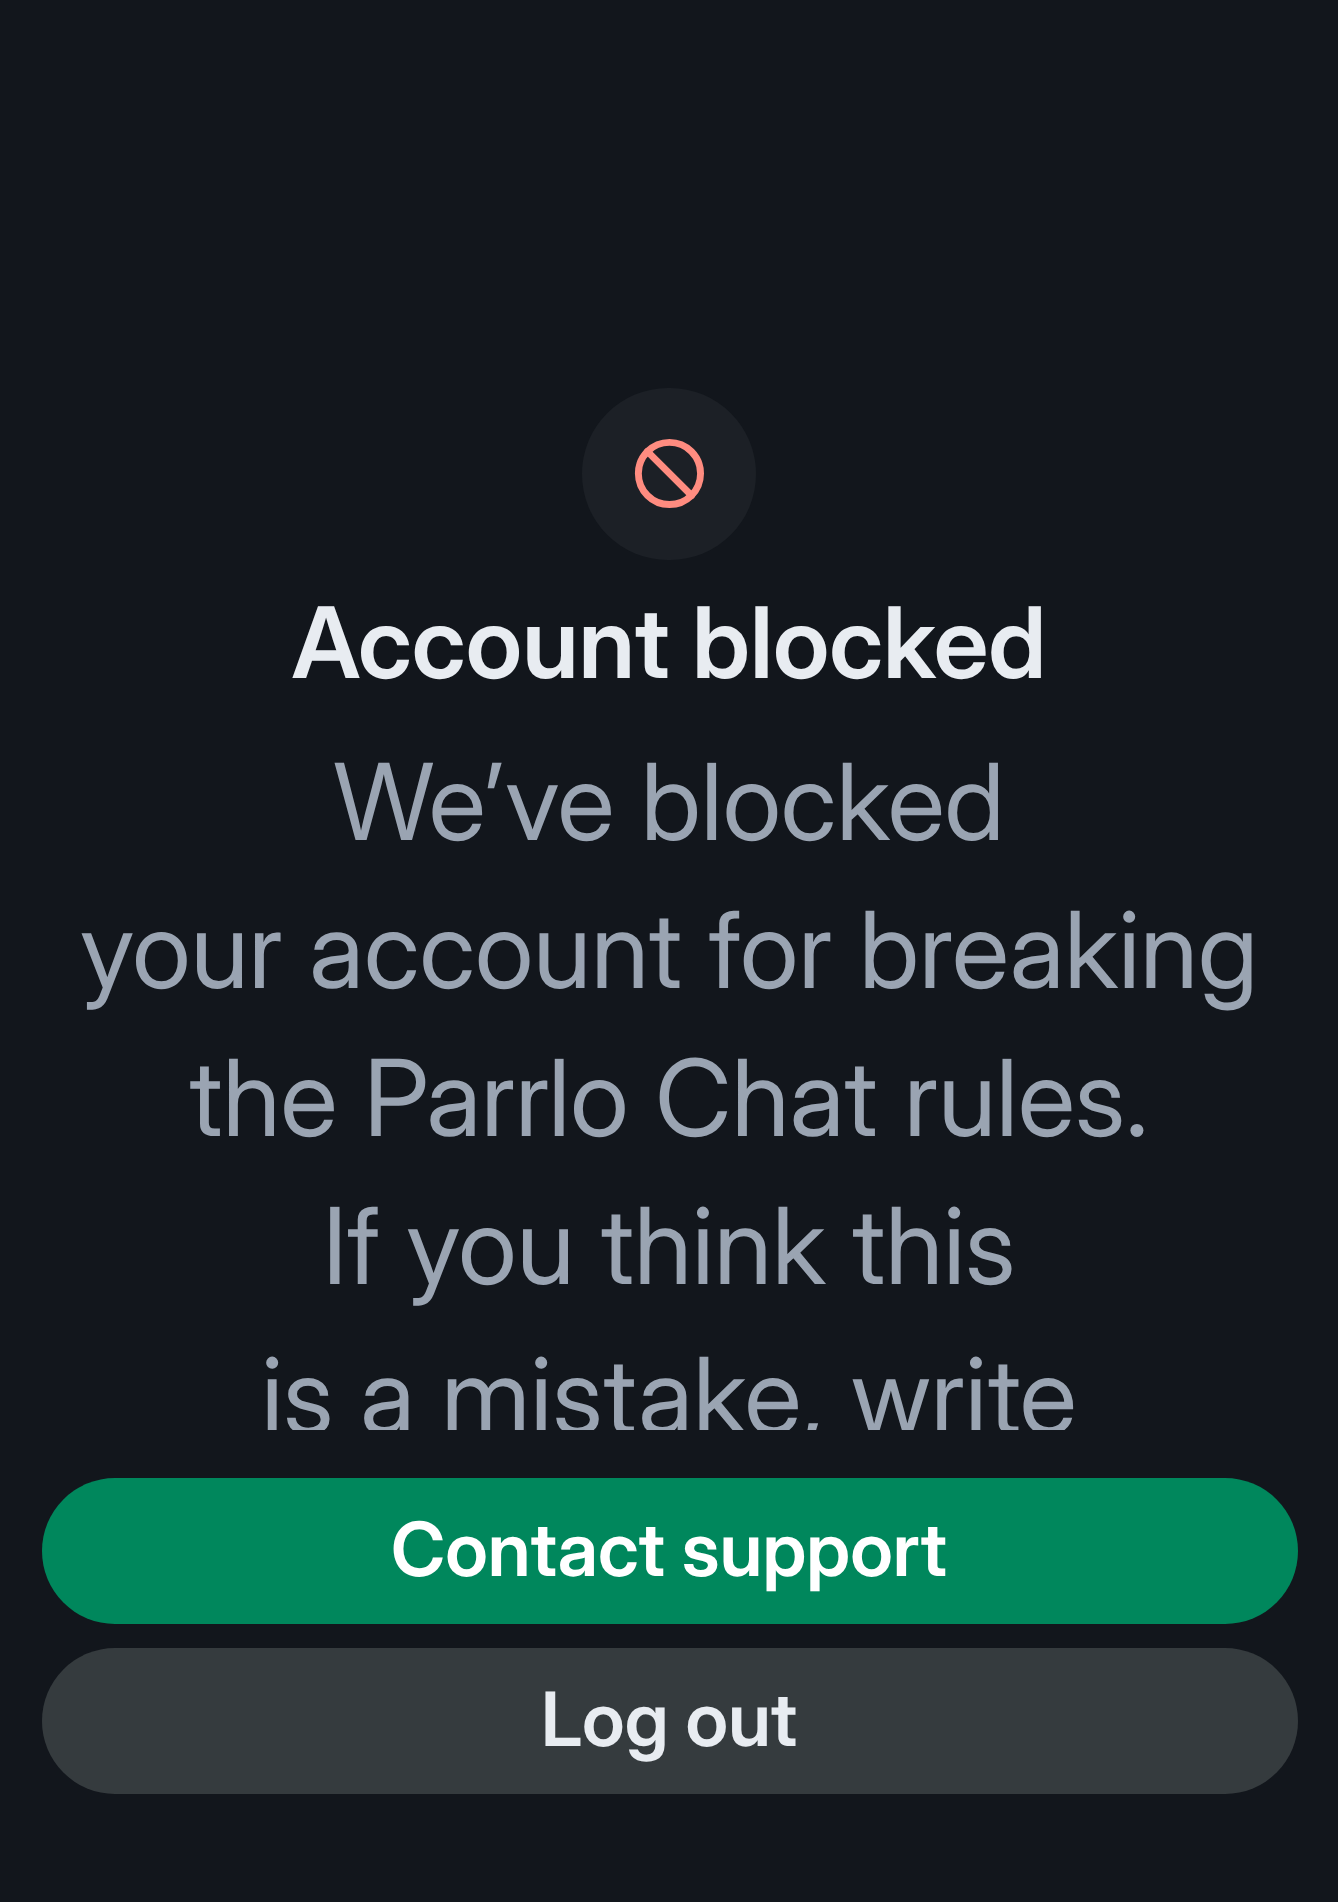 Account blocked
We’ve blocked
your account for breaking
the Parrlo Chat rules.
If you think this
is a mistake, write
Contact support
Log out